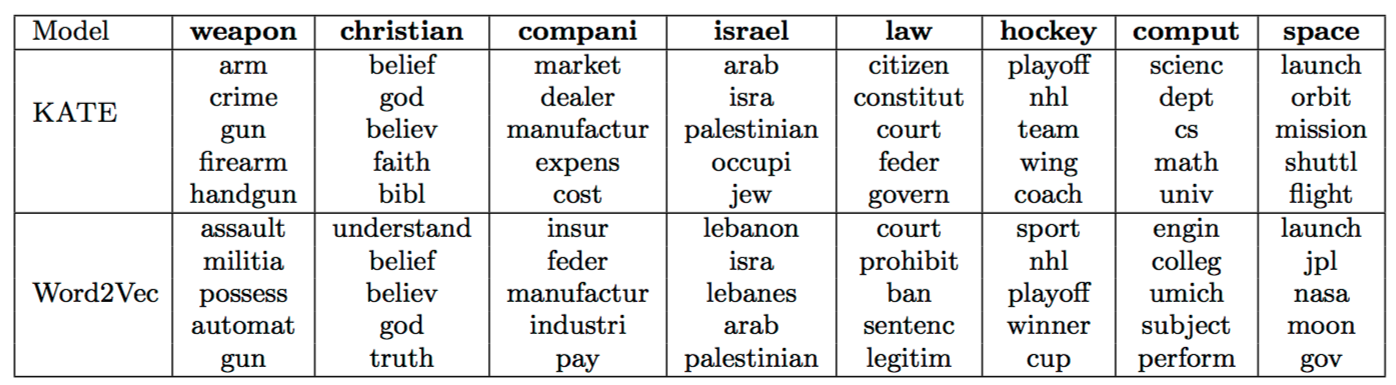 Model weapon christian compani israel law hockey comput space
arm belief market arab citizen playoff scienc launch
crime god dealer isra constitut nhl dept orbit
KATE
gun believ manufactur palestinian court team cs mission
firearm faith expens occupi feder wing math shuttl
handgun bibl cost jew govern coach univ flight
assault understand insur lebanon court sport engin launch
militia belief feder isra prohibit nhl colleg jpl
Word2Vec possess believ manufactur lebanes ban playoff umich nasa
automat god industri arab sentenc winner subject moon
gun truth pay palestinian legitim cup perform gov